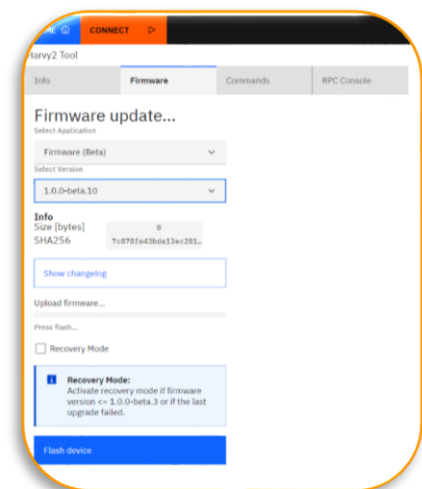 CONNECT
Harvy2 Tool
Info Firmware Commands RPC Console
Firmware update...
Select Application
Firmware (Beta)
Select Version
1.0.0-beta.10
Info
Size [bytes] 0
SHA256 7c878fe43bda13ec281…
Show changelog
Upload firmware...
Press flash...
Recovery Mode
Recovery Mode:
Activate recovery mode if firmware
version <= 1.0.0-beta.3 or if the last
upgrade failed.
Flash device